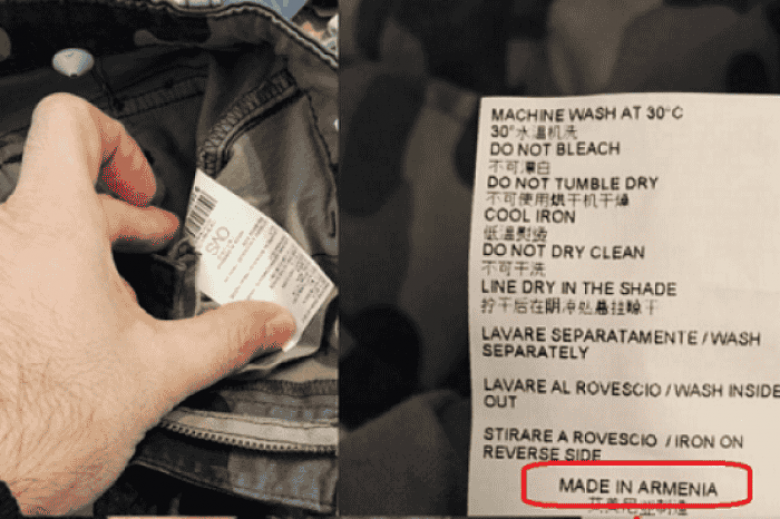 OVS
MACHINE WASH AT 30°C
30°水温机洗
DO NOT BLEACH
不可漂白
DO NOT TUMBLE DRY
不可使用烘干机干燥
COOL IRON
低温熨烫
DO NOT DRY CLEAN
不可干洗
LINE DRY IN THE SHADE
拧干后在阴凉处悬挂晾干
LAVARE SEPARATAMENTE / WASH
SEPARATELY
LAVARE AL ROVESCIO / WASH INSIDE
OUT
STIRARE A ROVESCIO / IRON ON
REVERSE SIDE
MADE IN ARMENIA